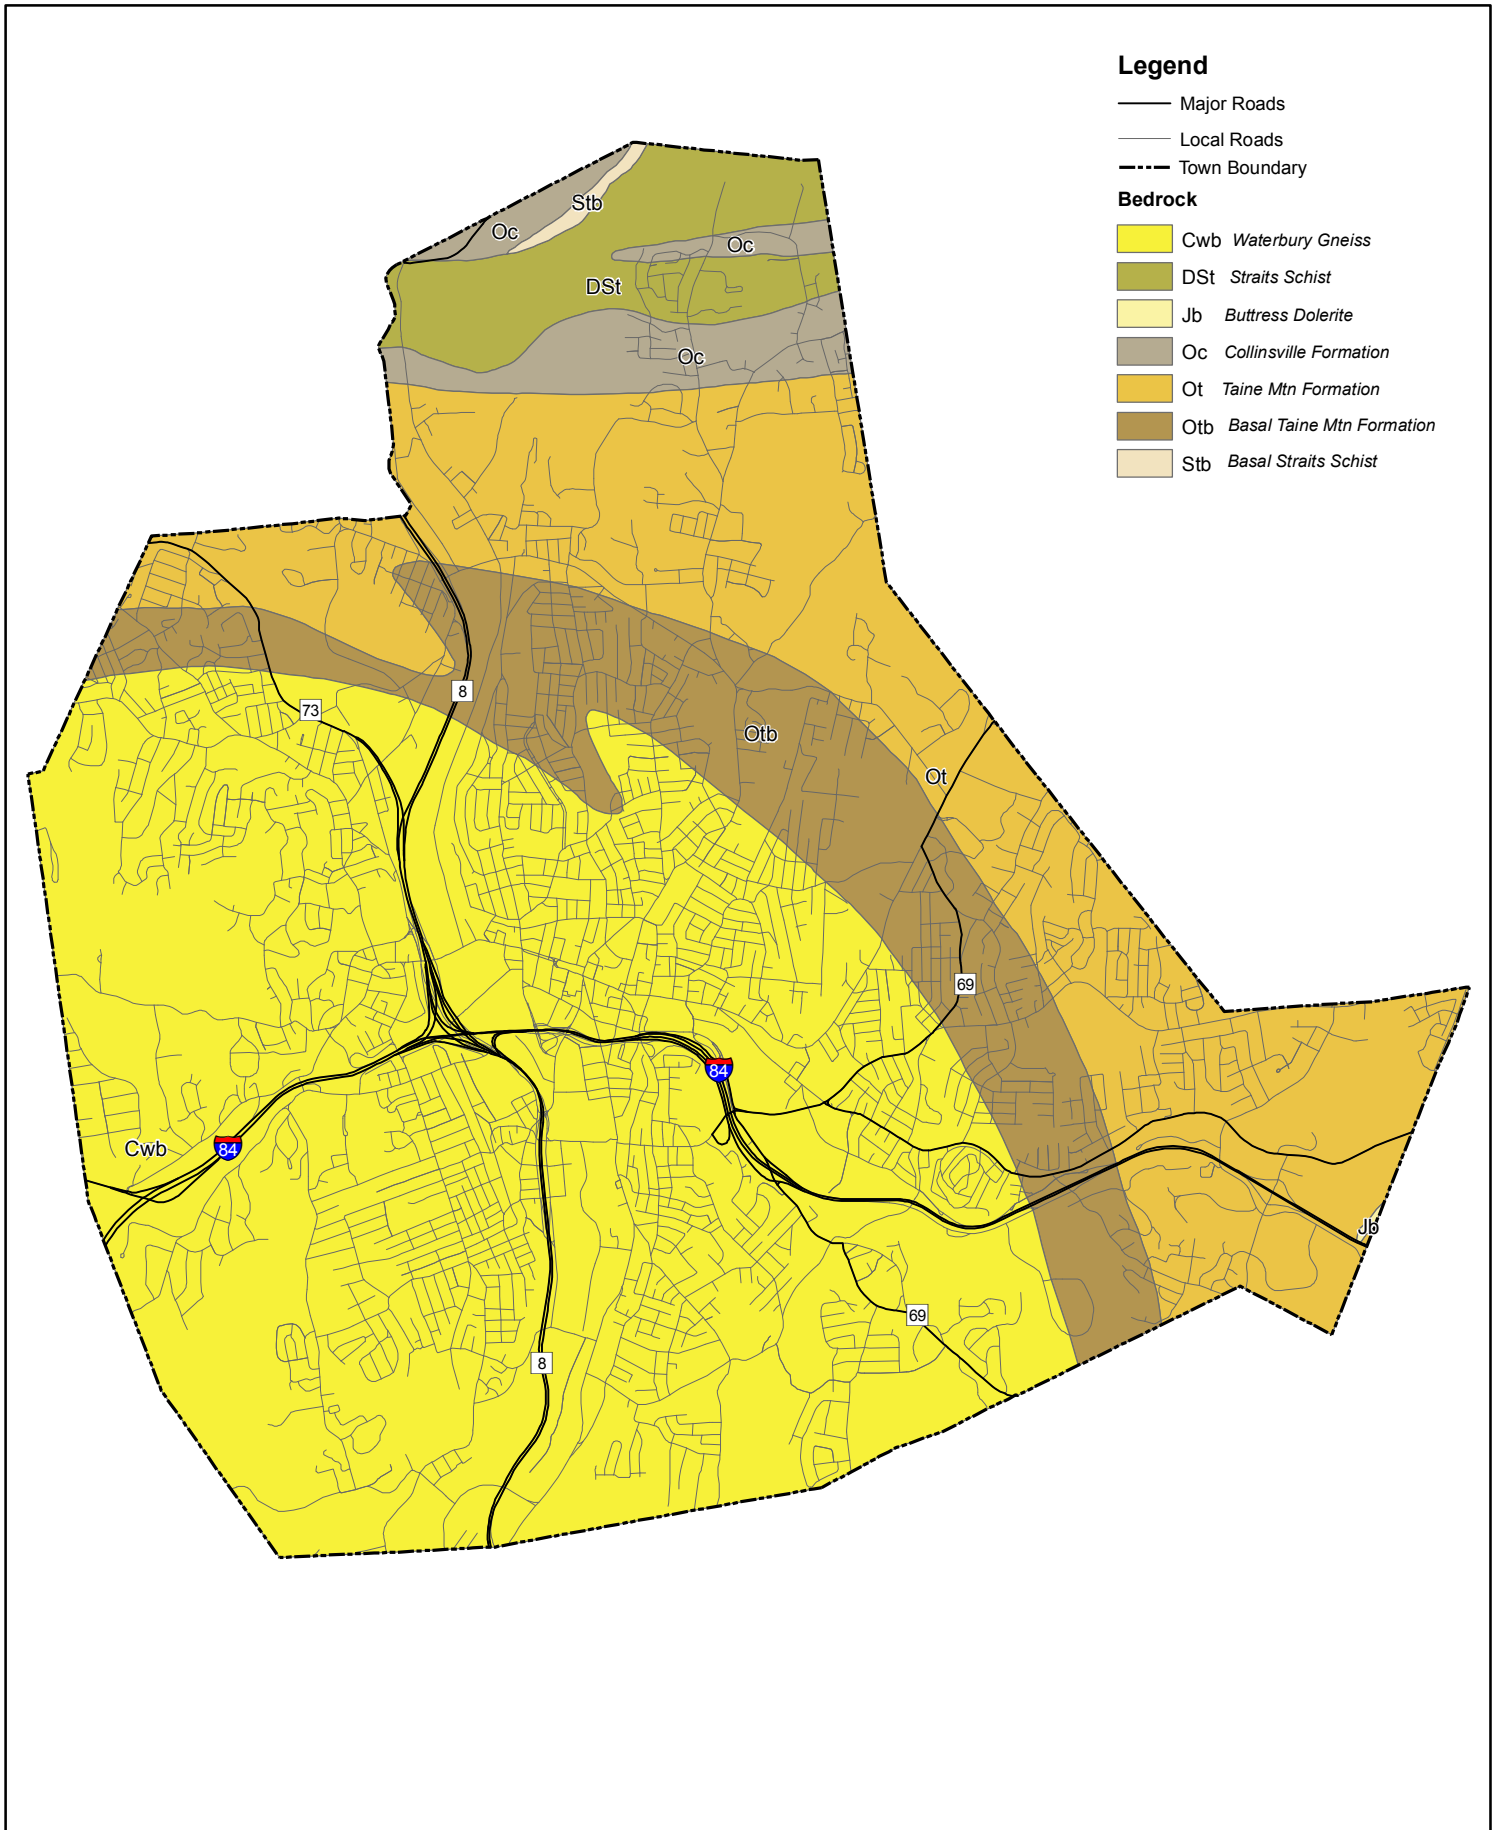 Legend
Major Roads
Local Roads
Town Boundary
Bedrock
Cwb Waterbury Gneiss
DSt Straits Schist
Jb Buttress Dolerite
Oc Collinsville Formation
Ot Taine Mtn Formation
Otb Basal Taine Mtn Formation
Stb Basal Straits Schist
Stb
Oc
Oc
DSt
Oc
8
73
Otb
Ot
69
84
Cwb
84
Jb
69
8